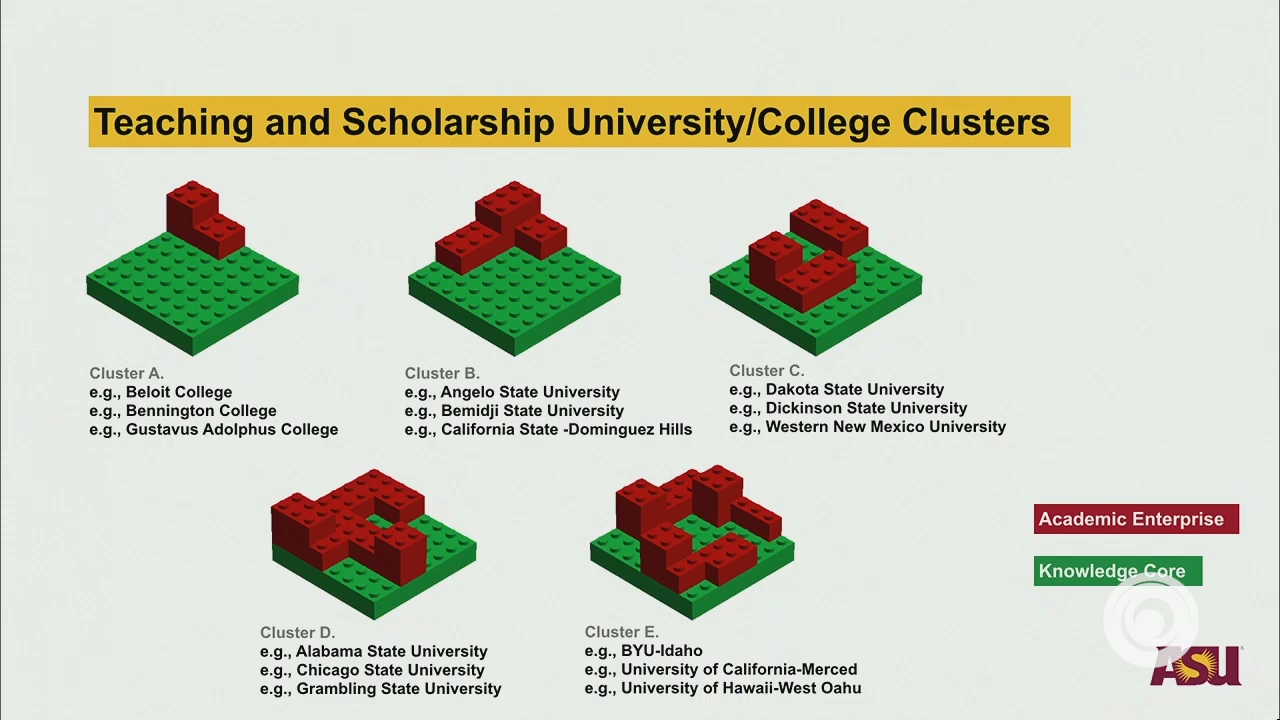 Teaching and Scholarship University/College Clusters
Cluster A.
e.g., Beloit College
e.g., Bennington College
e.g., Gustavus Adolphus College
Cluster B.
e.g., Angelo State University
e.g., Bemidji State University
e.g., California State -Dominguez Hills
Cluster C.
e.g., Dakota State University
e.g., Dickinson State University
e.g., Western New Mexico University
Cluster D.
e.g., Alabama State University
e.g., Chicago State University
e.g., Grambling State University
Cluster E.
e.g., BYU-Idaho
e.g., University of California-Merced
e.g., University of Hawaii-West Oahu
Academic Enterprise
Knowledge Core
ASU